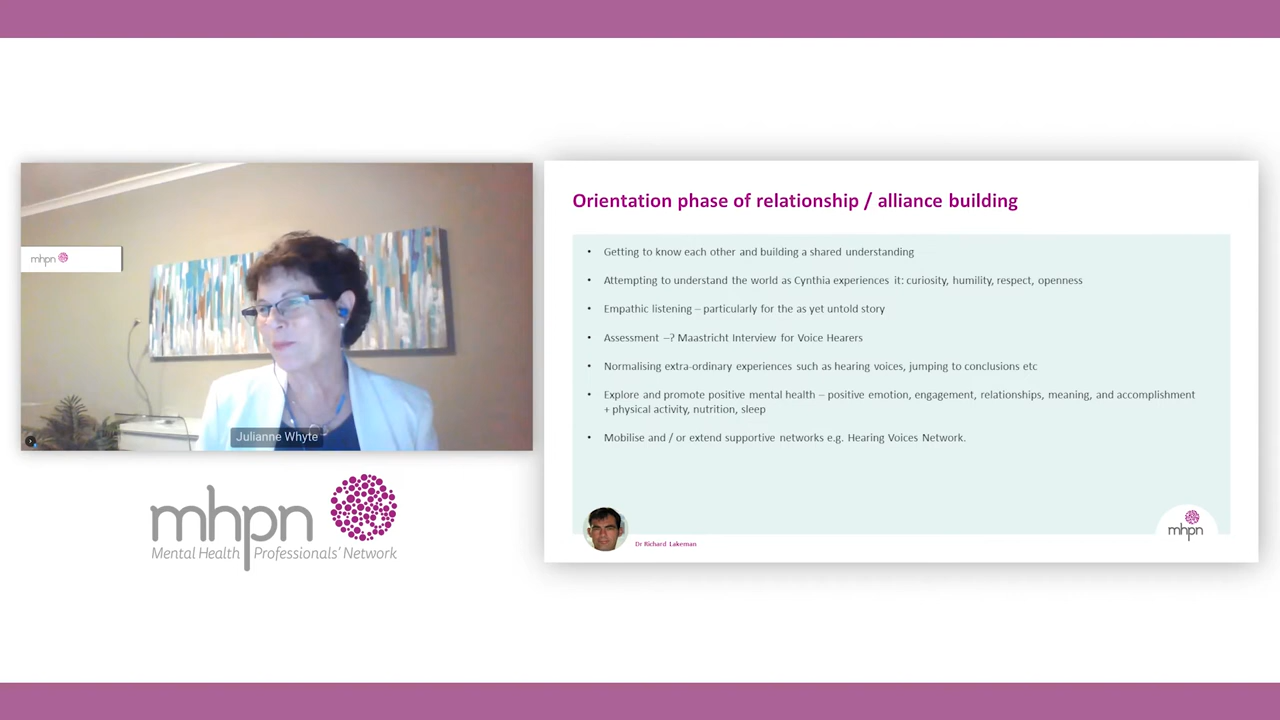 mhpn
Julianne Whyte
mhpn
Mental Health Professionals' Network
Orientation phase of relationship / alliance building
• Getting to know each other and building a shared understanding
• Attempting to understand the world as Cynthia experiences it: curiosity, humility, respect, openness
• Empathic listening – particularly for the as yet untold story
• Assessment –? Maastricht Interview for Voice Hearers
• Normalising extra-ordinary experiences such as hearing voices, jumping to conclusions etc
• Explore and promote positive mental health – positive emotion, engagement, relationships, meaning, and accomplishment
+ physical activity, nutrition, sleep
• Mobilise and / or extend supportive networks e.g. Hearing Voices Network.
Dr Richard Lakeman
mhpn